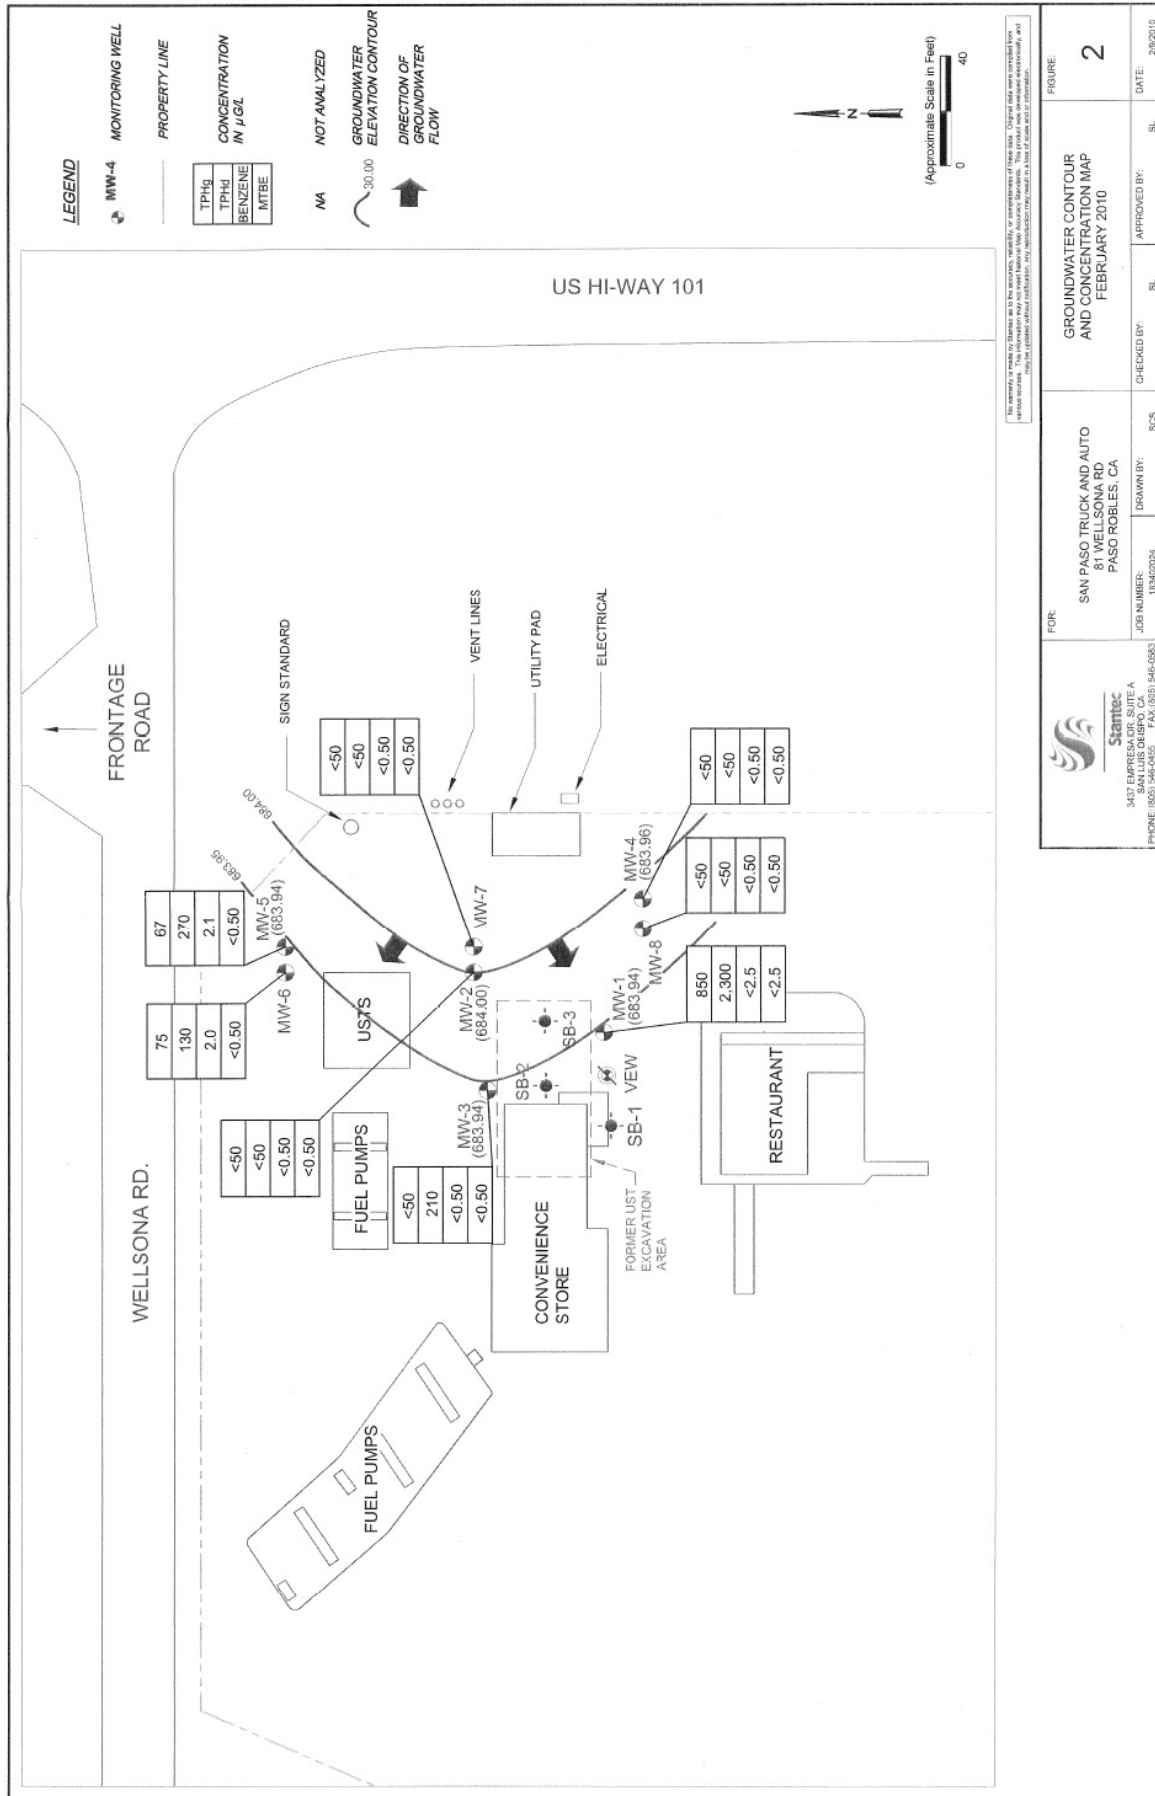 LEGEND
MW-4
MONITORING WELL
PROPERTY LINE
TPHg
TPHd
BENZENE
MTBE
CONCENTRATION
IN µG/L
NA
NOT ANALYZED
30.00
GROUNDWATER
ELEVATION CONTOUR
DIRECTION OF
GROUNDWATER
FLOW
N
(Approximate Scale in Feet)
0
40
US HI-WAY 101
FRONTAGE
ROAD
WELLSONA RD.
SIGN STANDARD
VENT LINES
UTILITY PAD
ELECTRICAL
684.00
683.95
<50
<50
<0.50
<0.50
67
270
2.1
<0.50
MW-5
(683.94)
75
130
2.0
<0.50
MW-6
USTS
MW-7
MW-2
(684.00)
<50
<50
<0.50
<0.50
MW-4
(683.96)
<50
<50
<0.50
<0.50
MW-8
<50
<50
<0.50
<0.50
MW-1
(683.94)
850
2,300
<2.5
<2.5
SB-3
SB-2
VEW
SB-1
MW-3
(683.94)
<50
210
<0.50
<0.50
FUEL PUMPS
CONVENIENCE
STORE
FORMER UST
EXCAVATION
AREA
RESTAURANT
FUEL PUMPS
Stantec
3437 EMPRESA DR, SUITE A
SAN LUIS OBISPO, CA
PHONE:(805) 546-0455 FAX:(805) 546-0583
FOR:
SAN PASO TRUCK AND AUTO
81 WELLSONA RD
PASO ROBLES, CA
JOB NUMBER:
DRAWN BY:
SCS
GROUNDWATER CONTOUR
AND CONCENTRATION MAP
FEBRUARY 2010
CHECKED BY:
SL
APPROVED BY:
SL
FIGURE:
2
DATE: